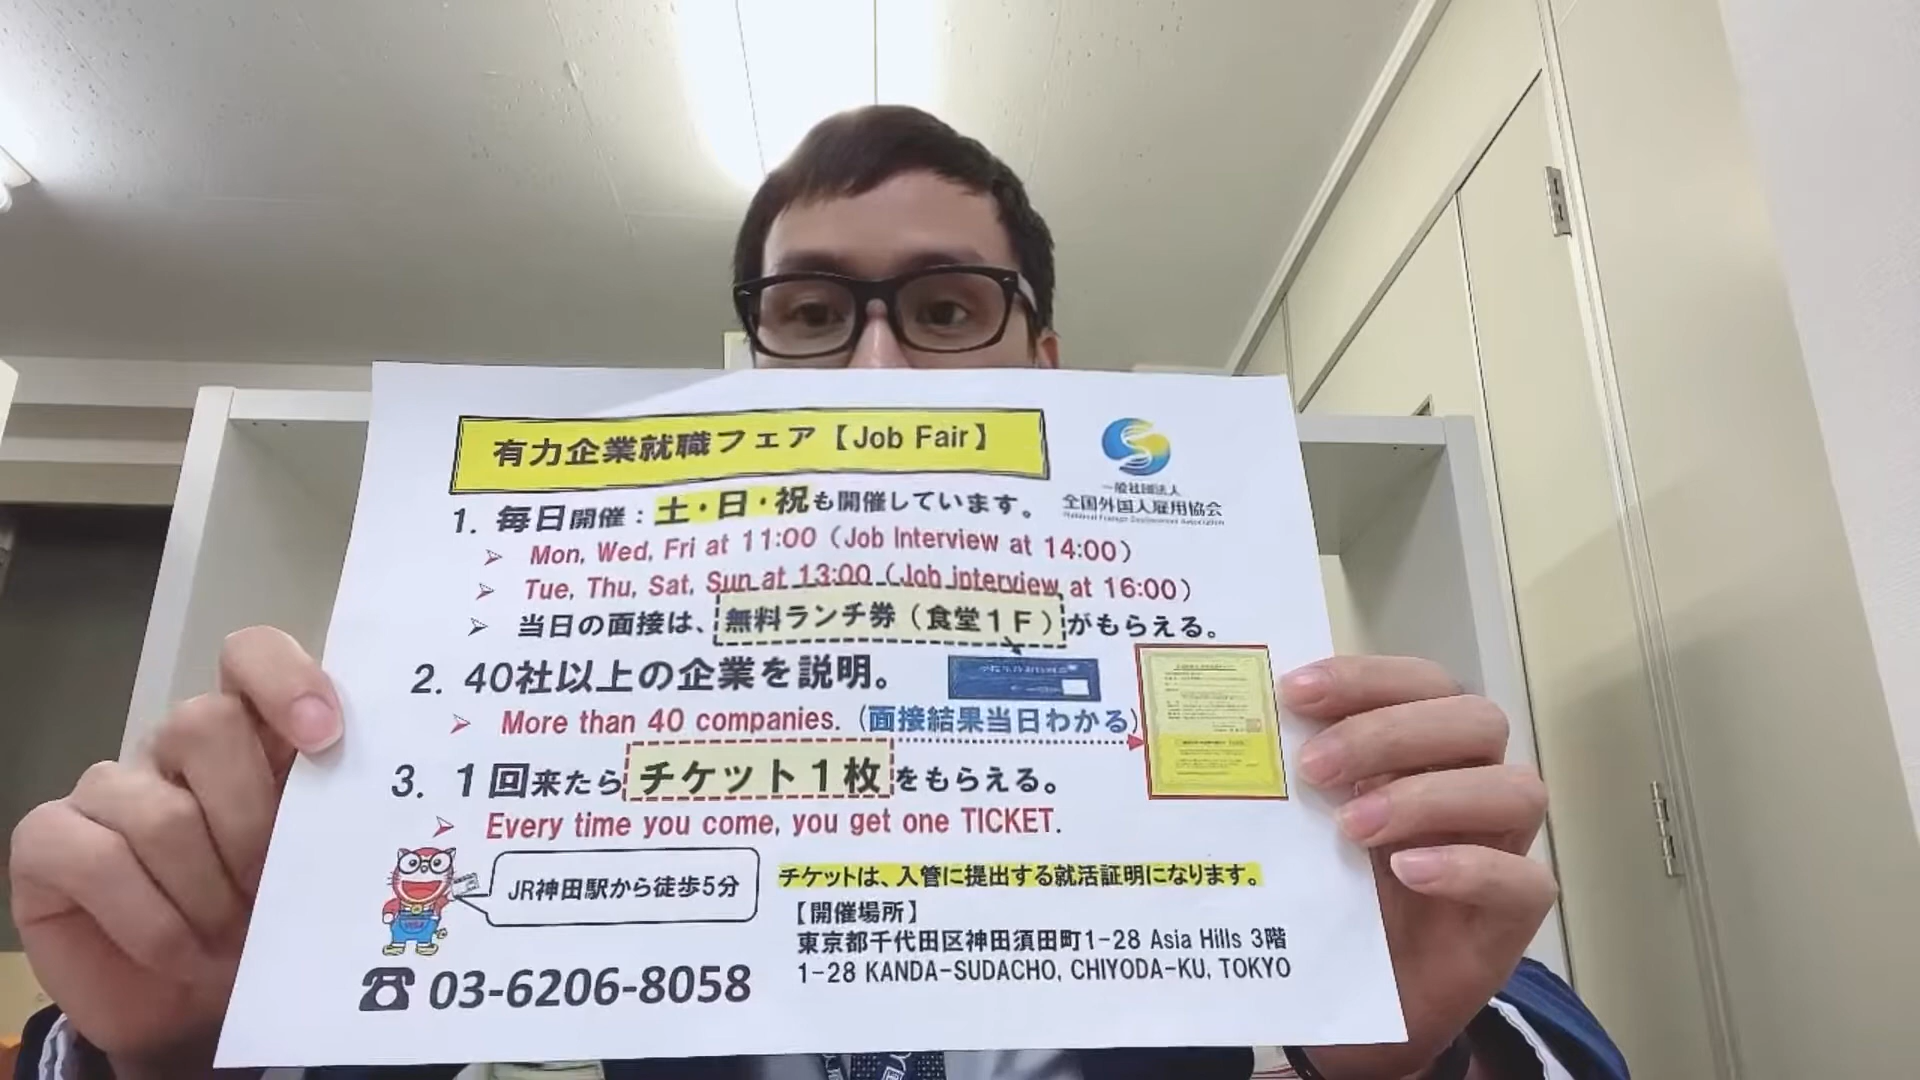 有力企業就職フェア【Job Fair】
一般社団法人
全国外国人雇用協会
1. 毎日開催：土・日・祝も開催しています。
➢ Mon, Wed, Fri at 11:00（Job Interview at 14:00）
➢ Tue, Thu, Sat, Sun at 13:00（Job interview at 16:00）
➢ 当日の面接は、無料ランチ券（食堂１Ｆ）がもらえる。
2. 40社以上の企業を説明。
➢ More than 40 companies.（面接結果当日わかる）
3. １回来たらチケット１枚をもらえる。
➢ Every time you come, you get one TICKET.
JR神田駅から徒歩5分
チケットは、入管に提出する就活証明になります。
【開催場所】
東京都千代田区神田須田町1-28 Asia Hills 3階
1-28 KANDA-SUDACHO, CHIYODA-KU, TOKYO
☎ 03-6206-8058